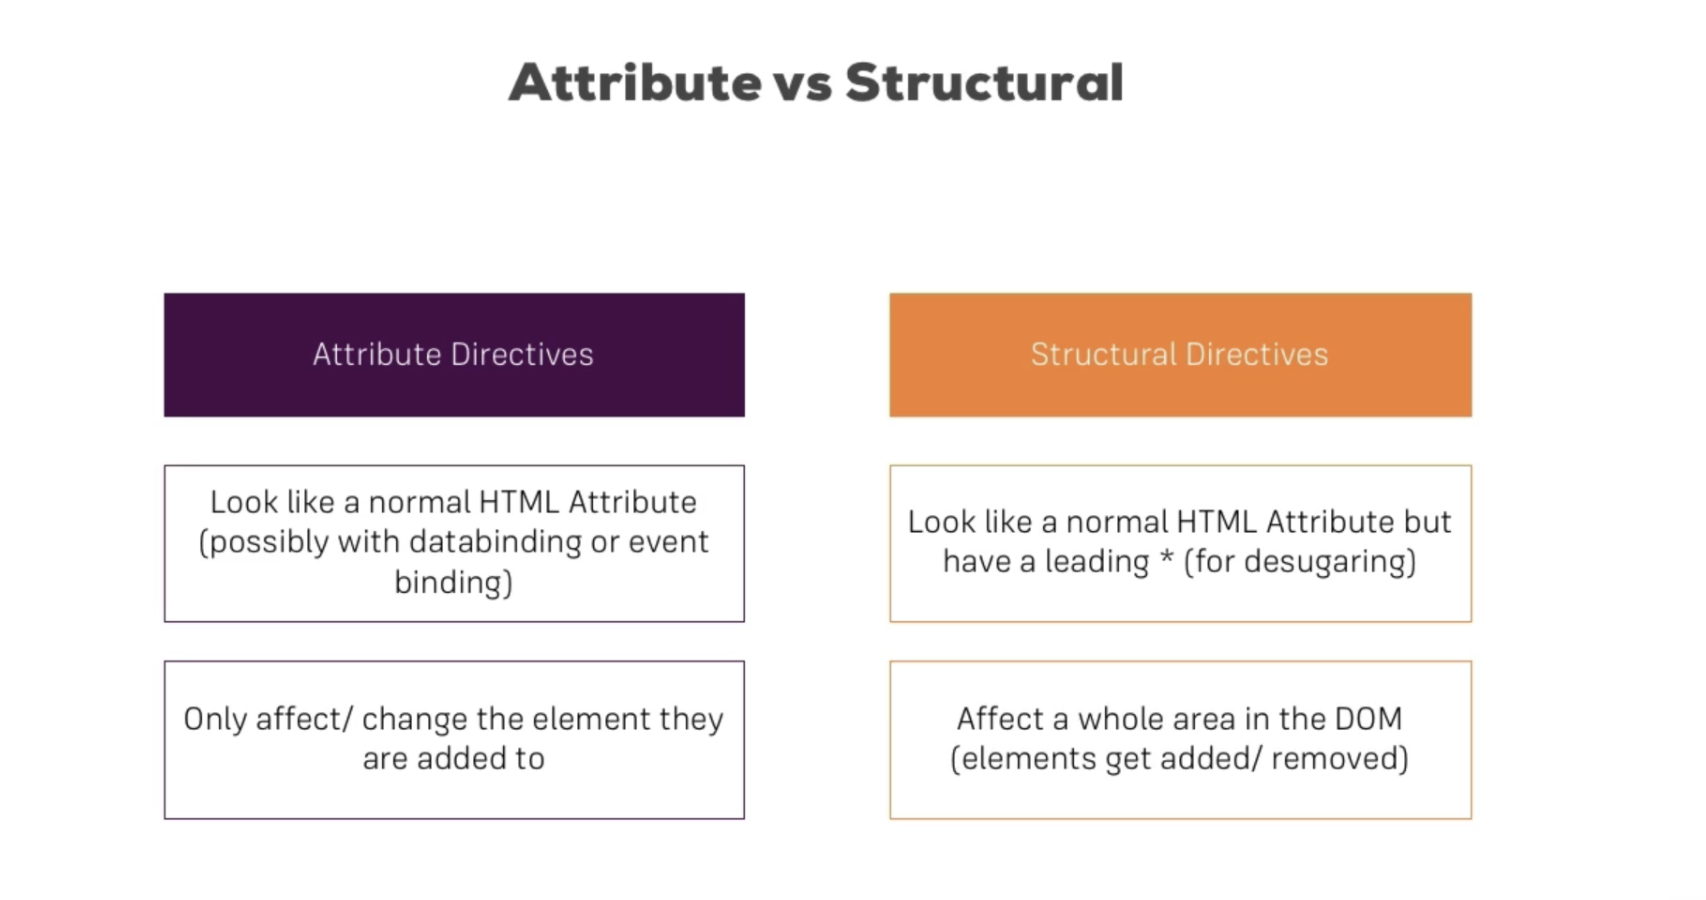 Attribute vs Structural
Attribute Directives
Look like a normal HTML Attribute
(possibly with databinding or event
binding)
Only affect/ change the element they
are added to
Structural Directives
Look like a normal HTML Attribute but
have a leading * (for desugaring)
Affect a whole area in the DOM
(elements get added/ removed)